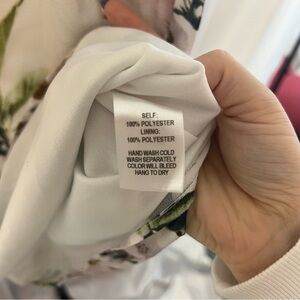 SELF:
100% POLYESTER
LINING:
100% POLYESTER
HAND WASH COLD
WASH SEPARATELY
COLOR WILL BLEED
HANG TO DRY